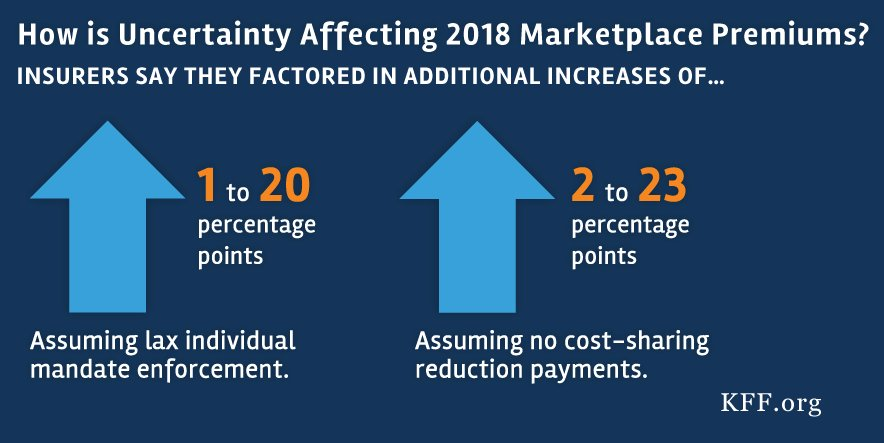 How is Uncertainty Affecting 2018 Marketplace Premiums?
INSURERS SAY THEY FACTORED IN ADDITIONAL INCREASES OF...
1 to 20
percentage
points
Assuming lax individual
mandate enforcement.
2 to 23
percentage
points
Assuming no cost-sharing
reduction payments.
KFF.org